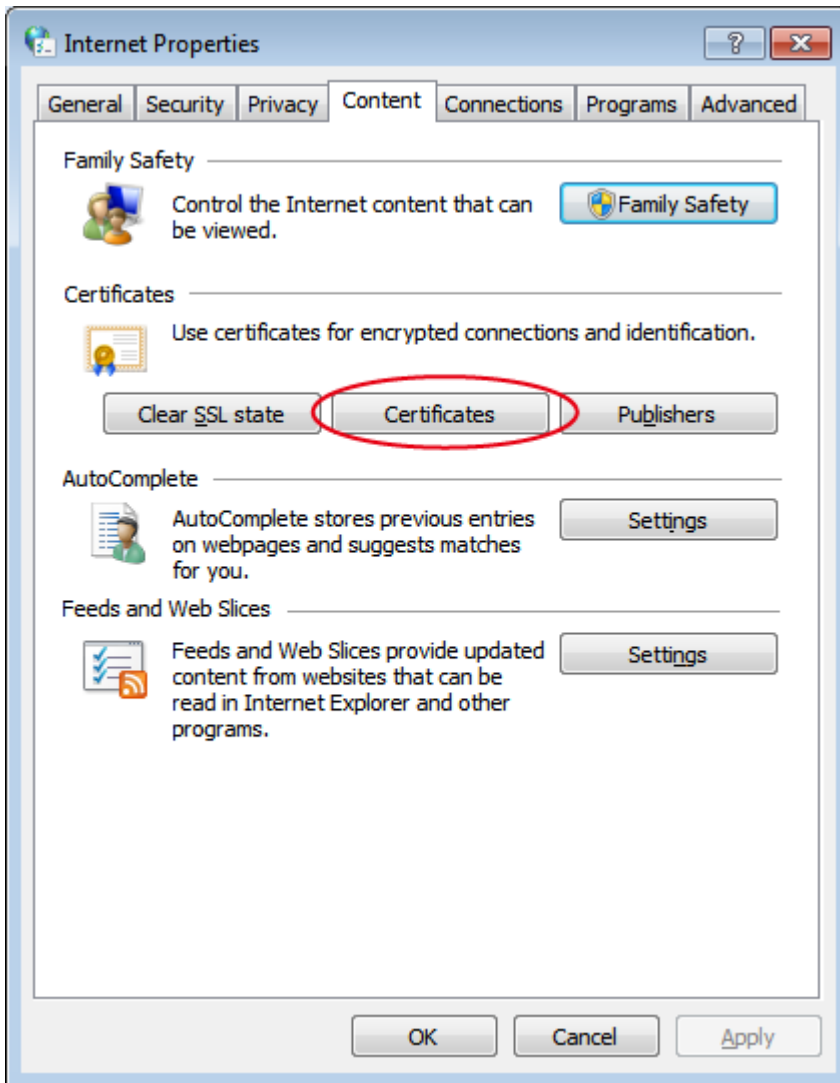 Internet Properties
General Security Privacy Content Connections Programs Advanced
Family Safety
Control the Internet content that can
be viewed.
Family Safety
Certificates
Use certificates for encrypted connections and identification.
Clear SSL state Certificates Publishers
AutoComplete
AutoComplete stores previous entries
on webpages and suggests matches
for you.
Settings
Feeds and Web Slices
Feeds and Web Slices provide updated
content from websites that can be
read in Internet Explorer and other
programs.
Settings
OK Cancel Apply